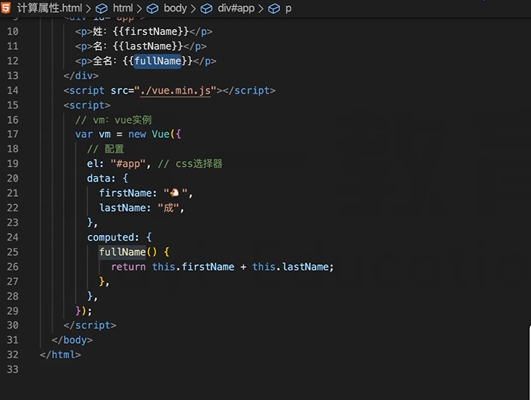 计算属性.html > html > body > div#app > p
9 <div id="app">
10 <p>姓: {{firstName}}</p>
11 <p>名: {{lastName}}</p>
12 <p>全名: {{fullName}}</p>
13 </div>
14 <script src="./vue.min.js"></script>
15 <script>
16 // vm: vue实例
17 var vm = new Vue({
18 // 配置
19 el: "#app", // css选择器
20 data: {
21 firstName: "🐴",
22 lastName: "成",
23 },
24 computed: {
25 fullName() {
26 return this.firstName + this.lastName;
27 },
28 },
29 });
30 </script>
31 </body>
32 </html>
33